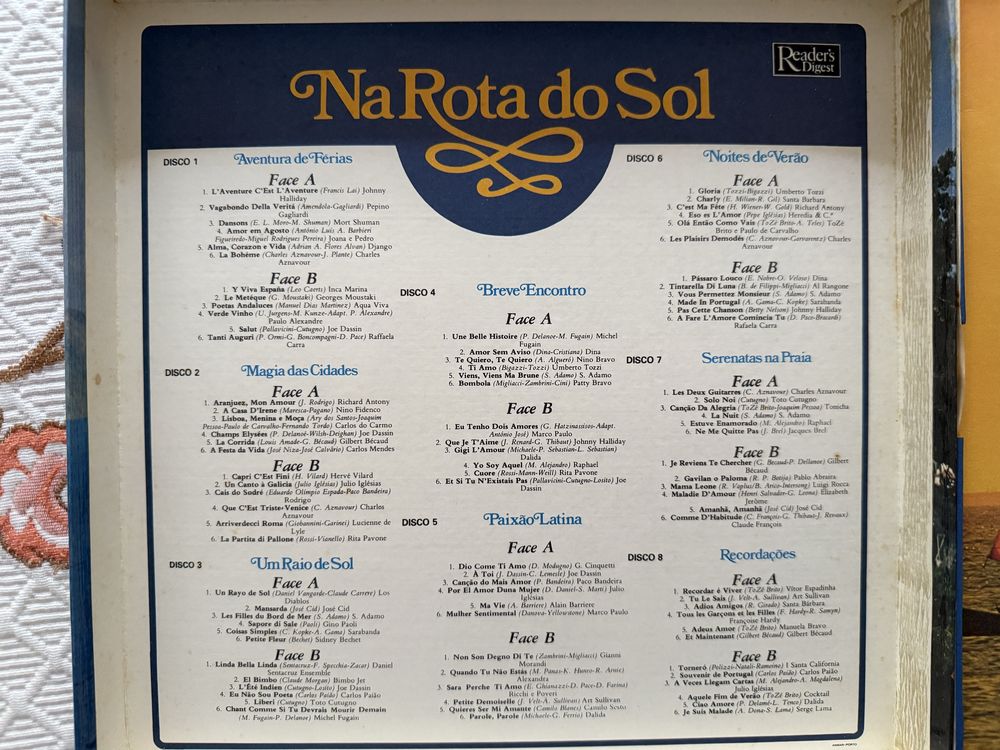 Reader's
Digest
Na Rota do Sol
DISCO 1
Aventura de Férias
Face A
1. L'Aventure C'Est L'Aventure (Francis Lai) Johnny
Halliday
2. Vagabondo Della Verità (Amendola-Gagliardi) Pepino
Gagliardi
3. Dansons (E. L. Moro-M. Shuman) Mort Shuman
4. Amor em Agosto (António Luis A. Barbieri
Figueiredo-Miguel Rodrigues Pereira) Joana e Pedro
5. Alma, Corazon e Vida (Adrian A. Flores Alvan) Django
6. La Bohème (Charles Aznavour-J. Plante) Charles
Aznavour
Face B
1. Y Viva España (Leo Caerts) Inca Marina
2. Le Metèque (G. Moustaki) Georges Moustaki
3. Poetas Andaluces (Manuel Diaz Martinez) Aqua Viva
4. Verde Vinho (U. Jurgens-M. Kunze-Adapt. P. Alexandre)
Paulo Alexandre
5. Salut (Pallavicini-Cutugno) Joe Dassin
6. Tanti Auguri (P. Ormi-G. Boncompagni-D. Pace) Raffaela
Carra
DISCO 2
Magia das Cidades
Face A
1. Aranjuez, Mon Amour (J. Rodrigo) Richard Antony
2. A Casa D'Irene (Maresca-Pagano) Nino Fidenco
3. Lisboa, Menina e Moça (Ary dos Santos-Joaquim
Pessoa-Paulo de Carvalho-Fernando Tordo) Carlos do Carmo
4. Champs Elysées (P. Delanoë-Wilsh-Deighan) Joe Dassin
5. La Corrida (Louis Amade-G. Bécaud) Gilbert Bécaud
6. A Festa da Vida (José Niza-José Calvário) Carlos Mendes
Face B
1. Capri C'Est Fini (H. Vilard) Hervé Vilard
2. Un Canto à Galicia (Julio Iglésias) Julio Iglésias
3. Cais do Sodré (Eduardo Olímpio Espada-Paco Bandeira)
Rodrigo
4. Que C'Est Triste Venice (C. Aznavour) Charles
Aznavour
5. Arriverdecci Roma (Giobannini-Garinei) Lucienne de
Lyle
6. La Partita di Pallone (Rossi-Vianello) Rita Pavone
DISCO 3
Um Raio de Sol
Face A
1. Un Rayo de Sol (Daniel Vangarde-Claude Carrere) Los
Diablos
2. Mansarda (José Cid) José Cid
3. Les Filles du Bord de Mer (S. Adamo) S. Adamo
4. Sapore di Sale (Paoli) Gino Paoli
5. Coisas Simples (C. Kopke-A. Gama) Sarabanda
6. Petite Fleur (Bechet) Sidney Bechet
Face B
1. Linda Bella Linda (Sentacruz-F. Specchia-Zacar) Daniel
Sentacruz Ensemble
2. El Bimbo (Claude Morgan) Bimbo Jet
3. L'Été Indien (Cutugno-Losito) Joe Dassin
4. Eu Não Sou Poeta (Carlos Paião) Carlos Paião
5. Liberi (Cutugno) Toto Cutugno
6. Chant Comme Si Tu Devrais Mourir Demain
(M. Fugain-P. Delanoe) Michel Fugain
DISCO 4
Breve Encontro
Face A
1. Une Belle Histoire (P. Delanoe-M. Fugain) Michel
Fugain
2. Amor Sem Aviso (Dina-Cristiana) Dina
3. Te Quiero, Te Quiero (A. Algueró) Nino Bravo
4. Ti Amo (Bigazzi-Tozzi) Umberto Tozzi
5. Viens, Viens Ma Brune (S. Adamo) S. Adamo
6. Bombola (Migliacci-Zambrini-Cini) Patty Bravo
Face B
1. Eu Tenho Dois Amores (G. Hatzinassios-Adapt.
António José) Marco Paulo
2. Que Je T'Aime (J. Renard-G. Thibaut) Johnny Halliday
3. Gigi L'Amour (Michaele-P. Sebastian-L. Sebastian)
Dalida
4. Yo Soy Aquel (M. Alejandro) Raphael
5. Cuore (Rossi-Mann-Weill) Rita Pavone
6. Et Si Tu N'Existais Pas (Pallavicini-Cutugno-Losito) Joe
Dassin
DISCO 5
Paixão Latina
Face A
1. Dio Come Ti Amo (D. Modugno) G. Cinquetti
2. À Toi (J. Dassin-C. Lemesle) Joe Dassin
3. Canção do Mais Amor (P. Bandeira) Paco Bandeira
4. Por El Amor Duna Mujer (D. Daniel-S. Marti) Julio
Iglésias
5. Ma Vie (A. Barriere) Alain Barriere
6. Mulher Sentimental (Danova-Yellowstone) Marco Paulo
Face B
1. Non Son Degno Di Te (Zambrini-Migliacci) Gianni
Morandi
2. Quando Tu Não Estás (M. Panas-K. Munro-R. Arnie)
Alexandra
3. Sara Perche Ti Amo (E. Ghinazzi-D. Pace-D. Farina)
Ricchi e Poveri
4. Petite Demoiselle (J. Velt-A. Sullivan) Art Sullivan
5. Quieres Ser Mi Amante (Camilo Blanes) Camilo Sexto
6. Parole, Parole (Michaele-G. Ferrio) Dalida
DISCO 6
Noites de Verão
Face A
1. Gloria (Tozzi-Bigazzi) Umberto Tozzi
2. Charly (E. Milian-R. Gil) Santa Barbara
3. C'est Ma Fête (H. Wiener-W. Gold) Richard Antony
4. Eso es L'Amor (Pepe Iglésias) Heredia & C.ª
5. Olá Então Como Vais (ToZé Brito-A. Teles) ToZé
Brito e Paulo de Carvalho
6. Les Plaisirs Demodés (C. Aznavour-Garvarentz) Charles
Aznavour
Face B
1. Pássaro Louco (E. Nobre-O. Veloso) Dina
2. Tintarella Di Luna (B. de Filippi-Migliacci) Al Rangone
3. Vous Permettez Monsieur (S. Adamo) S. Adamo
4. Made In Portugal (A. Gama-C. Kopke) Sarabanda
5. Pas Cette Chanson (Betty Nelson) Johnny Halliday
6. A Fare L'Amore Comincia Tu (D. Pace-Bracardi)
Rafaela Carra
DISCO 7
Serenatas na Praia
Face A
1. Les Deux Guitarres (C. Aznavour) Charles Aznavour
2. Solo Noi (Cutugno) Toto Cutugno
3. Canção Da Alegria (ToZé Brito-Joaquim Pessoa) Tonicha
4. La Nuit (S. Adamo) S. Adamo
5. Estuve Enamorado (M. Alejandro) Raphael
6. Ne Me Quitte Pas (J. Brel) Jacques Brel
Face B
1. Je Reviens Te Chercher (G. Bécaud-P. Dellanoe) Gilbert
Bécaud
2. Gavilan o Paloma (R. P. Botija) Pablo Abraira
3. Mama Leone (R. Vaplus/B. Arico-Intersong) Luigi Rocca
4. Maladie D'Amour (Henri Salvador-G. Leona) Elizabeth
Jerôme
5. Amanhã, Amanhã (José Cid) José Cid
6. Comme D'Habitude (C. François-G. Thibaut-J. Revaux)
Claude François
DISCO 8
Recordações
Face A
1. Recordar é Viver (ToZé Brito) Vítor Espadinha
2. Tu Le Sais (J. Velt-A. Sullivan) Art Sullivan
3. Adios Amigos (R. Girado) Santa Bárbara
4. Tous les Garçons et les Filles (F. Hardy-R. Samyn)
Françoise Hardy
5. Adeus Amor (ToZé Brito) Manuela Bravo
6. Et Maintenant (Gilbert Bécaud) Gilbert Bécaud
Face B
1. Torneró (Polizzi-Natali-Rameino) I Santa California
2. Souvenir de Portugal (Carlos Paião) Carlos Paião
3. A Veces Llegam Cartas (M. Alejandro-A. Magdalena)
Julio Iglésias
4. Aquele Fim de Verão (ToZé Brito) Cocktail
5. Ciao Amore (P. Delamé-L. Tenco) Dalida
6. Je Suis Malade (A. Dona-S. Lama) Serge Lama